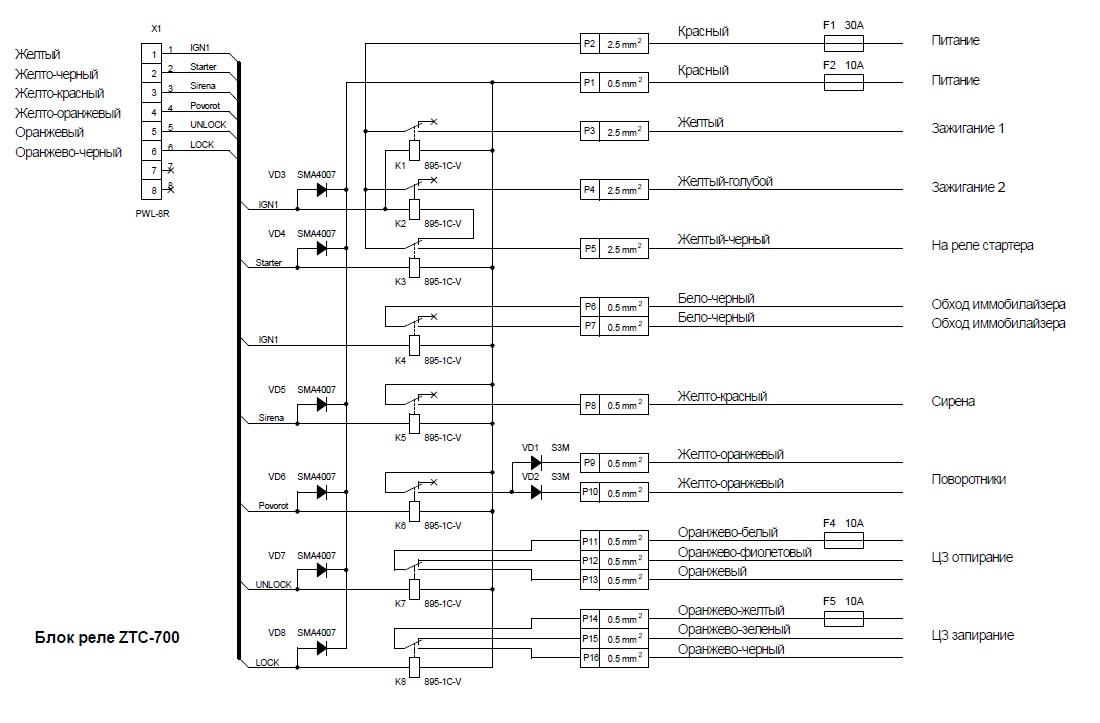 X1
Желтый 1 1 IGN1
Желто-черный 2 2 Starter
Желто-красный 3 3 Sirena
Желто-оранжевый 4 4 Povorot
Оранжевый 5 5 UNLOCK
Оранжево-черный 6 6 LOCK
7 7
8 8
PWL-8R
P2 2.5 mm² Красный F1 30A Питание
P1 0.5 mm² Красный F2 10A Питание
P3 2.5 mm² Желтый Зажигание 1
K1 895-1C-V
VD3 SMA4007
IGN1
P4 2.5 mm² Желтый-голубой Зажигание 2
K2 895-1C-V
VD4 SMA4007
Starter
P5 2.5 mm² Желтый-черный На реле стартера
K3 895-1C-V
P6 0.5 mm² Бело-черный Обход иммобилайзера
P7 0.5 mm² Бело-черный Обход иммобилайзера
IGN1
K4 895-1C-V
VD5 SMA4007
Sirena
P8 0.5 mm² Желто-красный Сирена
K5 895-1C-V
VD1 S3M
P9 0.5 mm² Желто-оранжевый
VD6 SMA4007
VD2 S3M
Поворотники
P10 0.5 mm² Желто-оранжевый
Povorot
K6 895-1C-V
P11 0.5 mm² Оранжево-белый F4 10A
VD7 SMA4007
P12 0.5 mm² Оранжево-фиолетовый ЦЗ отпирание
P13 0.5 mm² Оранжевый
UNLOCK
K7 895-1C-V
P14 0.5 mm² Оранжево-желтый F5 10A
Блок реле ZTC-700
VD8 SMA4007
P15 0.5 mm² Оранжево-зеленый ЦЗ запирание
P16 0.5 mm² Оранжево-черный
LOCK
K8 895-1C-V